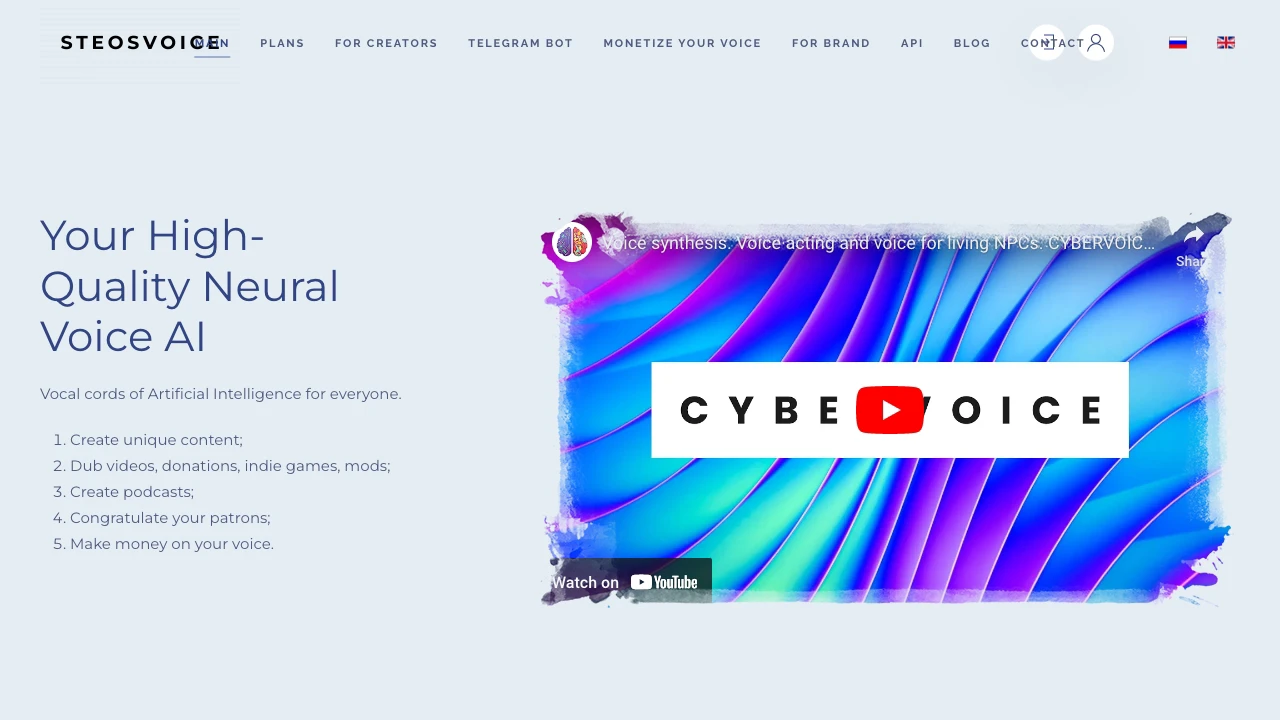 STEOSVOICE
MAIN
PLANS
FOR CREATORS
TELEGRAM BOT
MONETIZE YOUR VOICE
FOR BRAND
API
BLOG
CONTACT
Your High-
Quality Neural
Voice AI
Vocal cords of Artificial Intelligence for everyone.
1. Create unique content;
2. Dub videos, donations, indie games, mods;
3. Create podcasts;
4. Congratulate your patrons;
5. Make money on your voice.
Voice synthesis. Voice acting and voice for living NPCs. CYBERVOIC...
Share
CYBERVOICE
Watch on YouTube